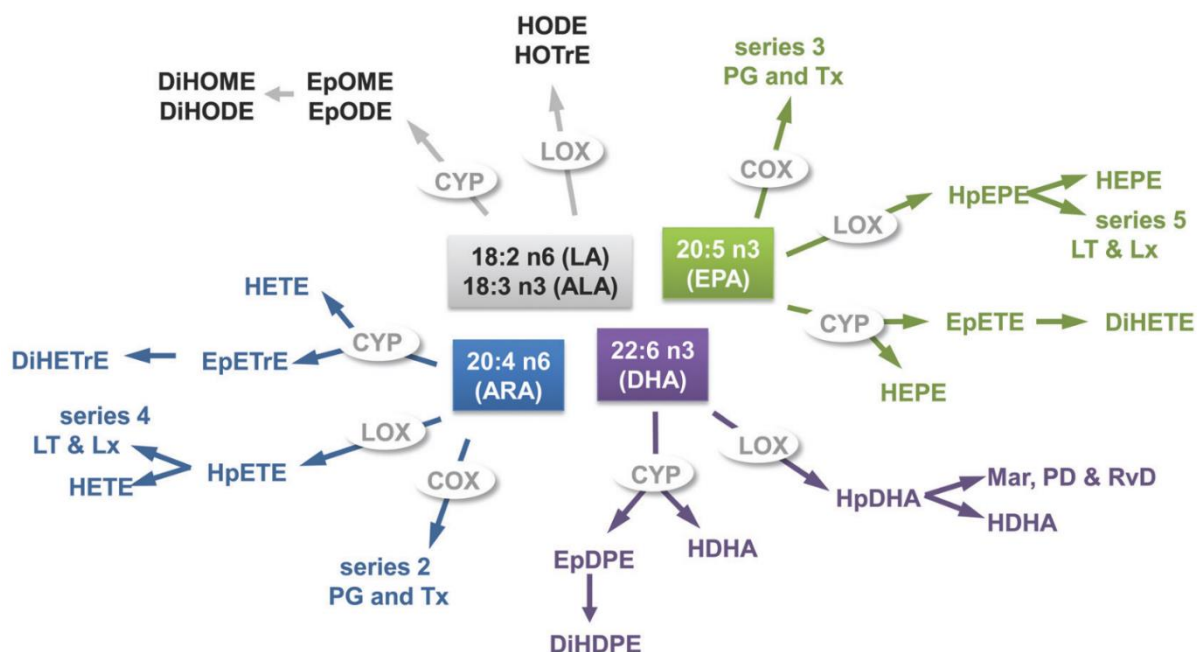 HODE
HOTrE
series 3
PG and Tx
DiHOME
DiHODE
EpOME
EpODE
LOX
CYP
COX
HpEPE
HEPE
series 5
LT & Lx
LOX
18:2 n6 (LA)
18:3 n3 (ALA)
20:5 n3
(EPA)
HETE
CYP
EpETE
DiHETE
HEPE
DiHETrE
EpETrE
CYP
20:4 n6
(ARA)
22:6 n3
(DHA)
series 4
LT & Lx
HETE
HpETE
LOX
COX
series 2
PG and Tx
CYP
LOX
HpDHA
Mar, PD & RvD
HDHA
EpDPE
HDHA
DiHDPE